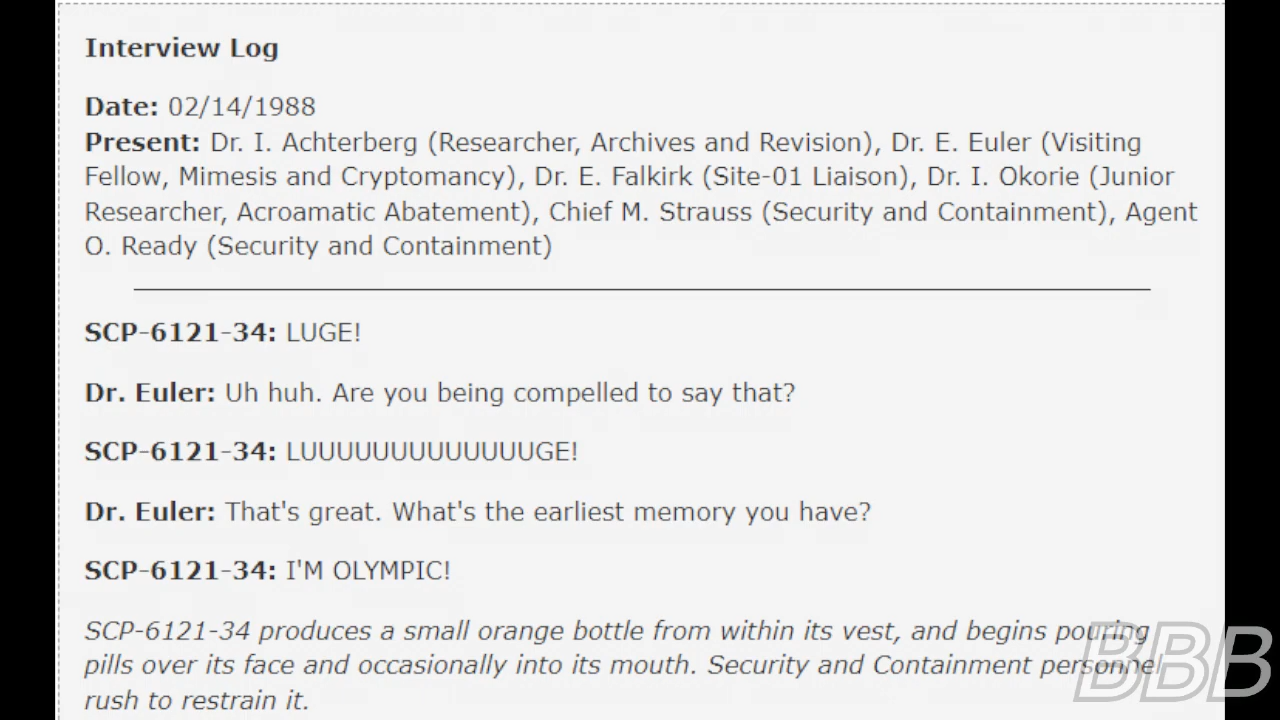 Interview Log
Date: 02/14/1988
Present: Dr. I. Achterberg (Researcher, Archives and Revision), Dr. E. Euler (Visiting
Fellow, Mimesis and Cryptomancy), Dr. E. Falkirk (Site-01 Liaison), Dr. I. Okorie (Junior
Researcher, Acroamatic Abatement), Chief M. Strauss (Security and Containment), Agent
O. Ready (Security and Containment)
SCP-6121-34: LUGE!
Dr. Euler: Uh huh. Are you being compelled to say that?
SCP-6121-34: LUUUUUUUUUUUUUGE!
Dr. Euler: That's great. What's the earliest memory you have?
SCP-6121-34: I'M OLYMPIC!
SCP-6121-34 produces a small orange bottle from within its vest, and begins pouring
pills over its face and occasionally into its mouth. Security and Containment personnel
rush to restrain it.
BBB